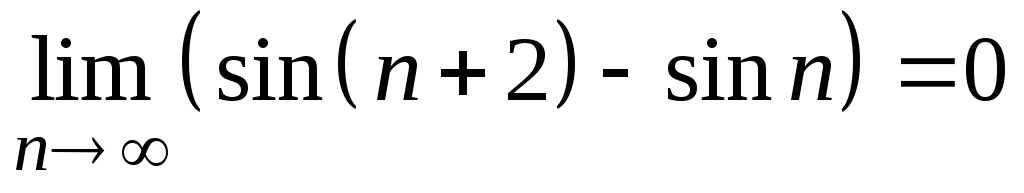 lim (sin(n+2) - sin n) =0
n→∞